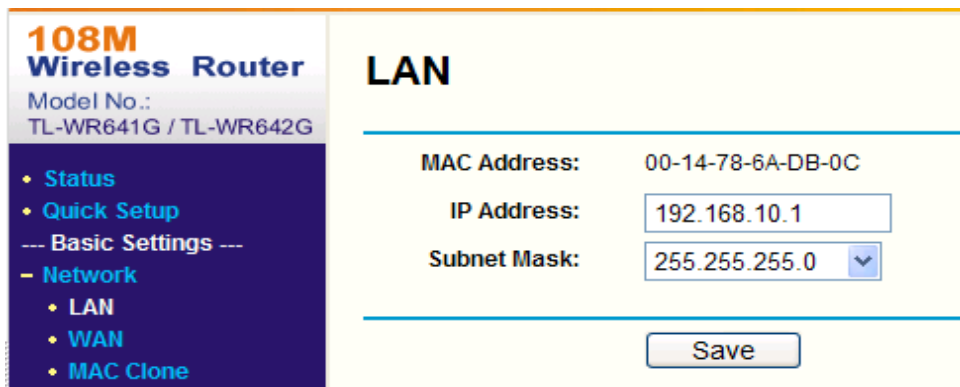 108M
Wireless Router
Model No.:
TL-WR641G / TL-WR642G
• Status
• Quick Setup
--- Basic Settings ---
– Network
• LAN
• WAN
• MAC Clone
LAN
MAC Address: 00-14-78-6A-DB-0C
IP Address: 192.168.10.1
Subnet Mask: 255.255.255.0
Save